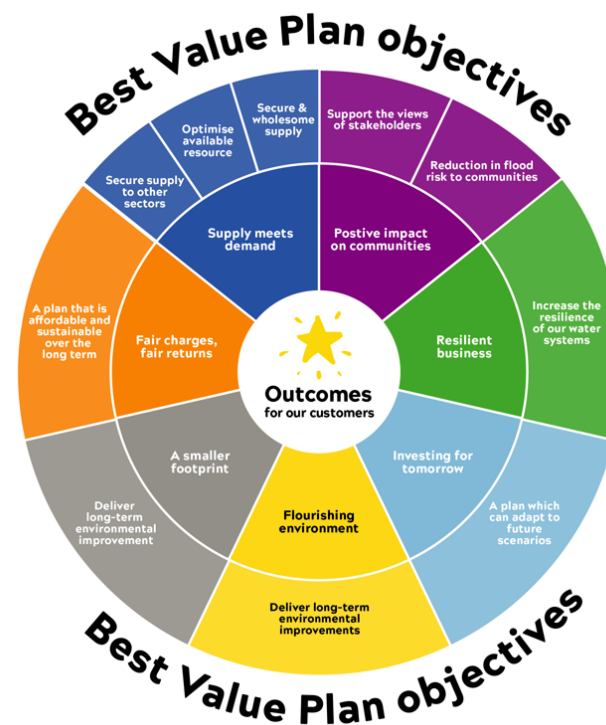 Best Value Plan objectives
Secure &
wholesome
supply
Support the views
of stakeholders
Optimise
available
resource
Reduction in flood
risk to communities
Secure supply
to other
sectors
Supply meets
demand
Postive impact
on communities
A plan that is
affordable and
sustainable
over the
long term
Fair charges,
fair returns
Resilient
business
Increase the
resilience
of our water
systems
Outcomes
for our customers
A smaller
footprint
Investing for
tomorrow
Deliver
long-term
environmental
improvement
Flourishing
environment
A plan which
can adapt to
future
scenarios
Deliver long-term
environmental
improvements
Best Value Plan objectives